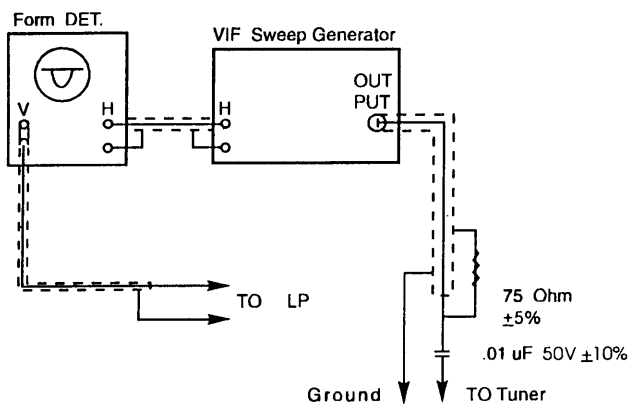 Form DET.
VIF Sweep Generator
V
H
H
OUT
PUT
TO LP
75 Ohm
±5%
.01 uF 50V ±10%
Ground
TO Tuner